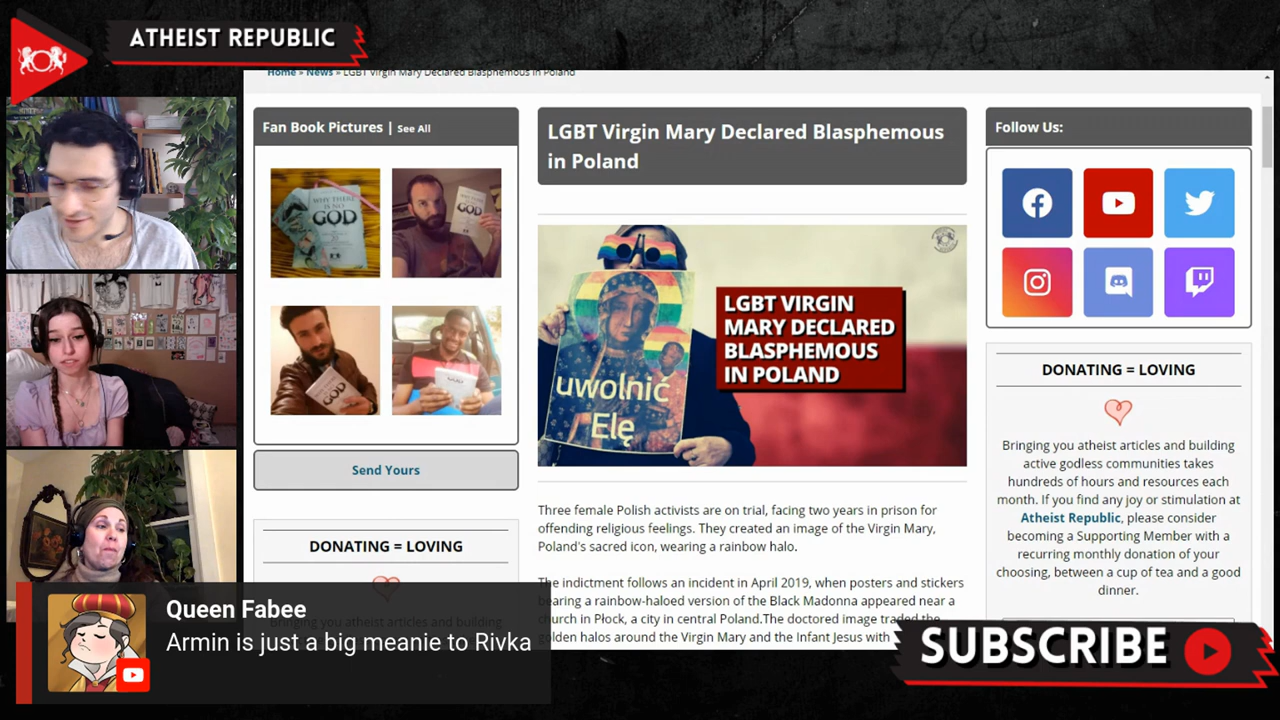 ATHEIST REPUBLIC
Home » News » LGBT Virgin Mary Declared Blasphemous in Poland
Fan Book Pictures | See All
WHY THERE IS NO GOD
GOD
GOD
Send Yours
DONATING = LOVING
LGBT Virgin Mary Declared Blasphemous
in Poland
uwolnić
Elę
LGBT VIRGIN
MARY DECLARED
BLASPHEMOUS
IN POLAND
Three female Polish activists are on trial, facing two years in prison for
offending religious feelings. They created an image of the Virgin Mary,
Poland's sacred icon, wearing a rainbow halo.
The indictment follows an incident in April 2019, when posters and stickers
bearing a rainbow-haloed version of the Black Madonna appeared near a
church in Płock, a city in central Poland.The doctored image traded the
golden halos around the Virgin Mary and the Infant Jesus with
Follow Us:
DONATING = LOVING
Bringing you atheist articles and building
active godless communities takes
hundreds of hours and resources each
month. If you find any joy or stimulation at
Atheist Republic, please consider
becoming a Supporting Member with a
recurring monthly donation of your
choosing, between a cup of tea and a good
dinner.
Queen Fabee
Armin is just a big meanie to Rivka
SUBSCRIBE